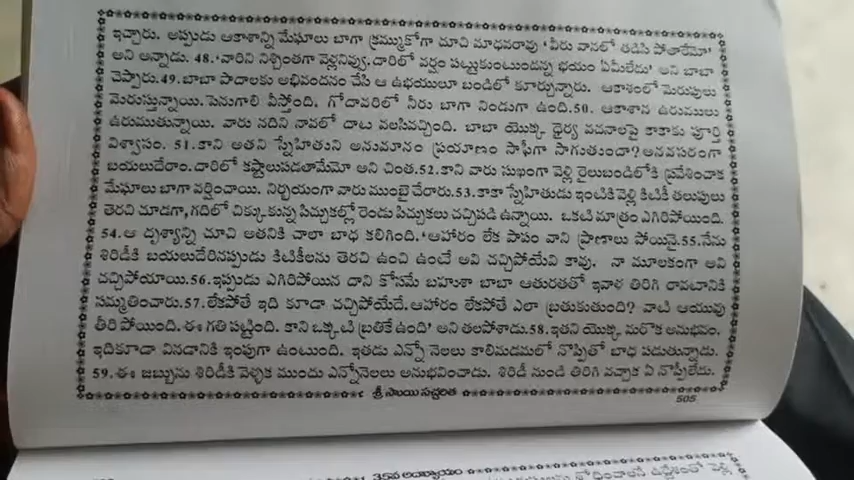 ఇచ్చారు. అప్పుడు ఆకాశాన్ని మేఘాలు బాగా క్రమ్ముకోగా చూచి మాధవరావు 'వీరు వానలో తడిసి పోతారేమో'
అని అన్నాడు. 48.'వారిని నిశ్చింతగా వెళ్లనివ్వు.దారిలో వర్షం పట్టుకుంటుందన్న భయం ఏమీలేదు' అని బాబా
చెప్పారు.49.బాబా పాదాలకు అభివందనం చేసి ఆ ఉభయులూ బండిలో కూర్చున్నారు. ఆకాశంలో మెరుపులు
మెరుస్తున్నాయి.పెనుగాలి వీస్తోంది. గోదావరిలో నీరు బాగా నిండుగా ఉంది.50. ఆకాశాన ఉరుములు
ఉరుముతున్నాయి. వారు నదిని నావలో దాట వలసివచ్చింది. బాబా యొక్క ధైర్య వచనాలపై కాకాకు పూర్తి
విశ్వాసం. 51.కాని అతని స్నేహితుని అనుమానం ప్రయాణం సాఫీగా సాగుతుందా?అనవసరంగా
బయలుదేరాం.దారిలో కష్టాలుపడతామేమో అని చింత.52.కాని వారు సుఖంగా వెళ్లి రైలుబండిలోకి ప్రవేశించాక
మేఘాలు బాగా వర్షించాయి. నిర్భయంగా వారు ముంబై చేరారు.53.కాకా స్నేహితుడు ఇంటికి వెళ్లి కిటికీ తలుపులు
తెరచి చూడగా,గదిలో చిక్కుకున్న పిచ్చుకల్లో రెండు పిచ్చుకలు చచ్చిపడి ఉన్నాయి. ఒకటి మాత్రం ఎగిరిపోయింది.
54.ఆ దృశ్యాన్ని చూచి అతనికి చాలా బాధ కలిగింది.'ఆహారం లేక పాపం వాని ప్రాణాలు పోయినై.55.నేను
శిరిడీకి బయలుదేరినప్పుడు కిటికీలను తెరచి ఉంచి ఉంటే అవి చచ్చిపోయేవి కావు. నా మూలకంగా అవి
చచ్చిపోయాయి.56.ఇప్పుడు ఎగిరిపోయిన దాని కోసమే బహుశా బాబా ఆతురతతో ఇవాళ తిరిగి రావటానికి
సమ్మతించారు.57.లేకపోతే ఇది కూడా చచ్చిపోయేదే.ఆహారం లేకపోతే ఎలా బ్రతుకుతుంది? వాటి ఆయువు
తీరి పోయింది.ఈ గతి పట్టింది. కాని ఒక్కటి బ్రతికే ఉంది' అని తలపోశాడు.58.ఇతని యొక్క మరొక అనుభవం.
ఇదికూడా వినడానికి ఇంపుగా ఉంటుంది. ఇతడు ఎన్నో నెలలు కాలిమడమలో నొప్పితో బాధ పడుతున్నాడు.
59.ఈ జబ్బును శిరిడీకి వెళ్ళక ముందు ఎన్నోనెలలు అనుభవించాడు. శిరిడీ నుండి తిరిగి వచ్చాక ఏ నొప్పీలేదు.
శ్రీ సాయి సచ్చరిత
505
35వ అధ్యాయం